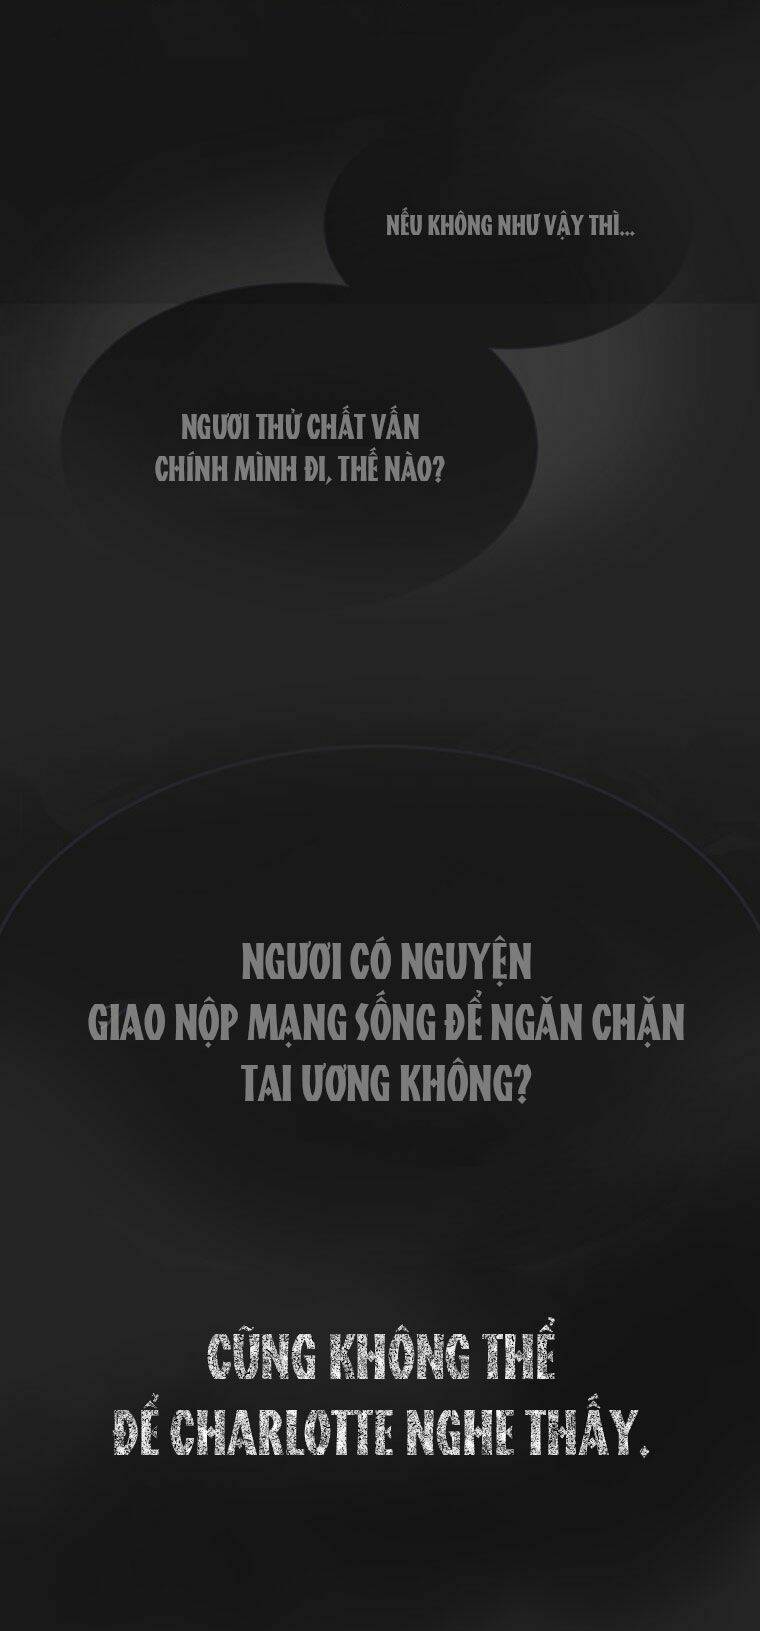 NẾU KHÔNG NHƯ VẬY THÌ...
NGƯƠI THỬ CHẤT VẤN
CHÍNH MÌNH ĐI, THẾ NÀO?
NGƯƠI CÓ NGUYỆN
GIAO NỘP MẠNG SỐNG ĐỂ NGĂN CHẶN
TAI ƯƠNG KHÔNG?
CŨNG KHÔNG THỂ
ĐỂ CHARLOTTE NGHE THẤY.